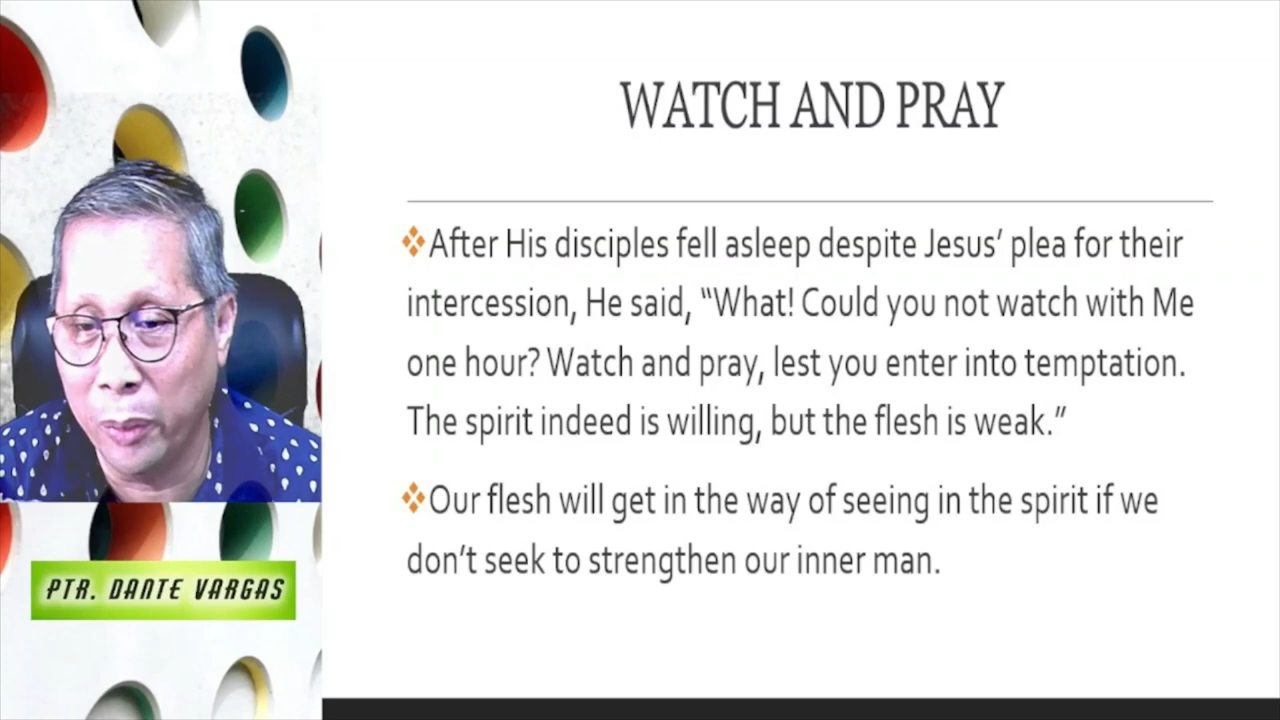 WATCH AND PRAY
❖After His disciples fell asleep despite Jesus’ plea for their
intercession, He said, “What! Could you not watch with Me
one hour? Watch and pray, lest you enter into temptation.
The spirit indeed is willing, but the flesh is weak.”
❖Our flesh will get in the way of seeing in the spirit if we
don’t seek to strengthen our inner man.
PTR. DANTE VARGAS